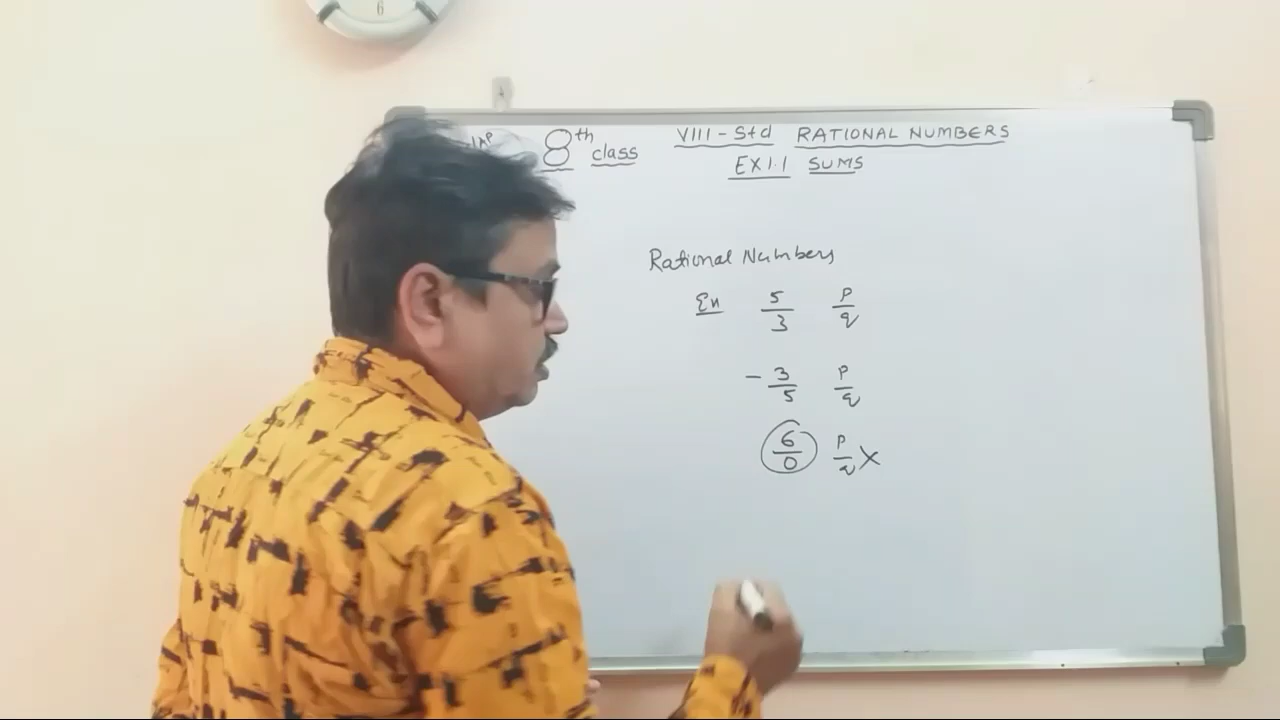 8th class VIII - Std RATIONAL NUMBERS
EX 1.1 SUMS
Rational Numbers
Ex 5/3 p/q
- 3/5 p/q
6/0 p/q X
6